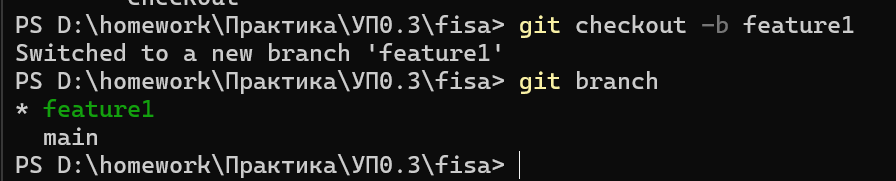 checkout
PS D:\homework\Практика\УП0.3\fisa> git checkout -b feature1
Switched to a new branch 'feature1'
PS D:\homework\Практика\УП0.3\fisa> git branch
* feature1
  main
PS D:\homework\Практика\УП0.3\fisa>